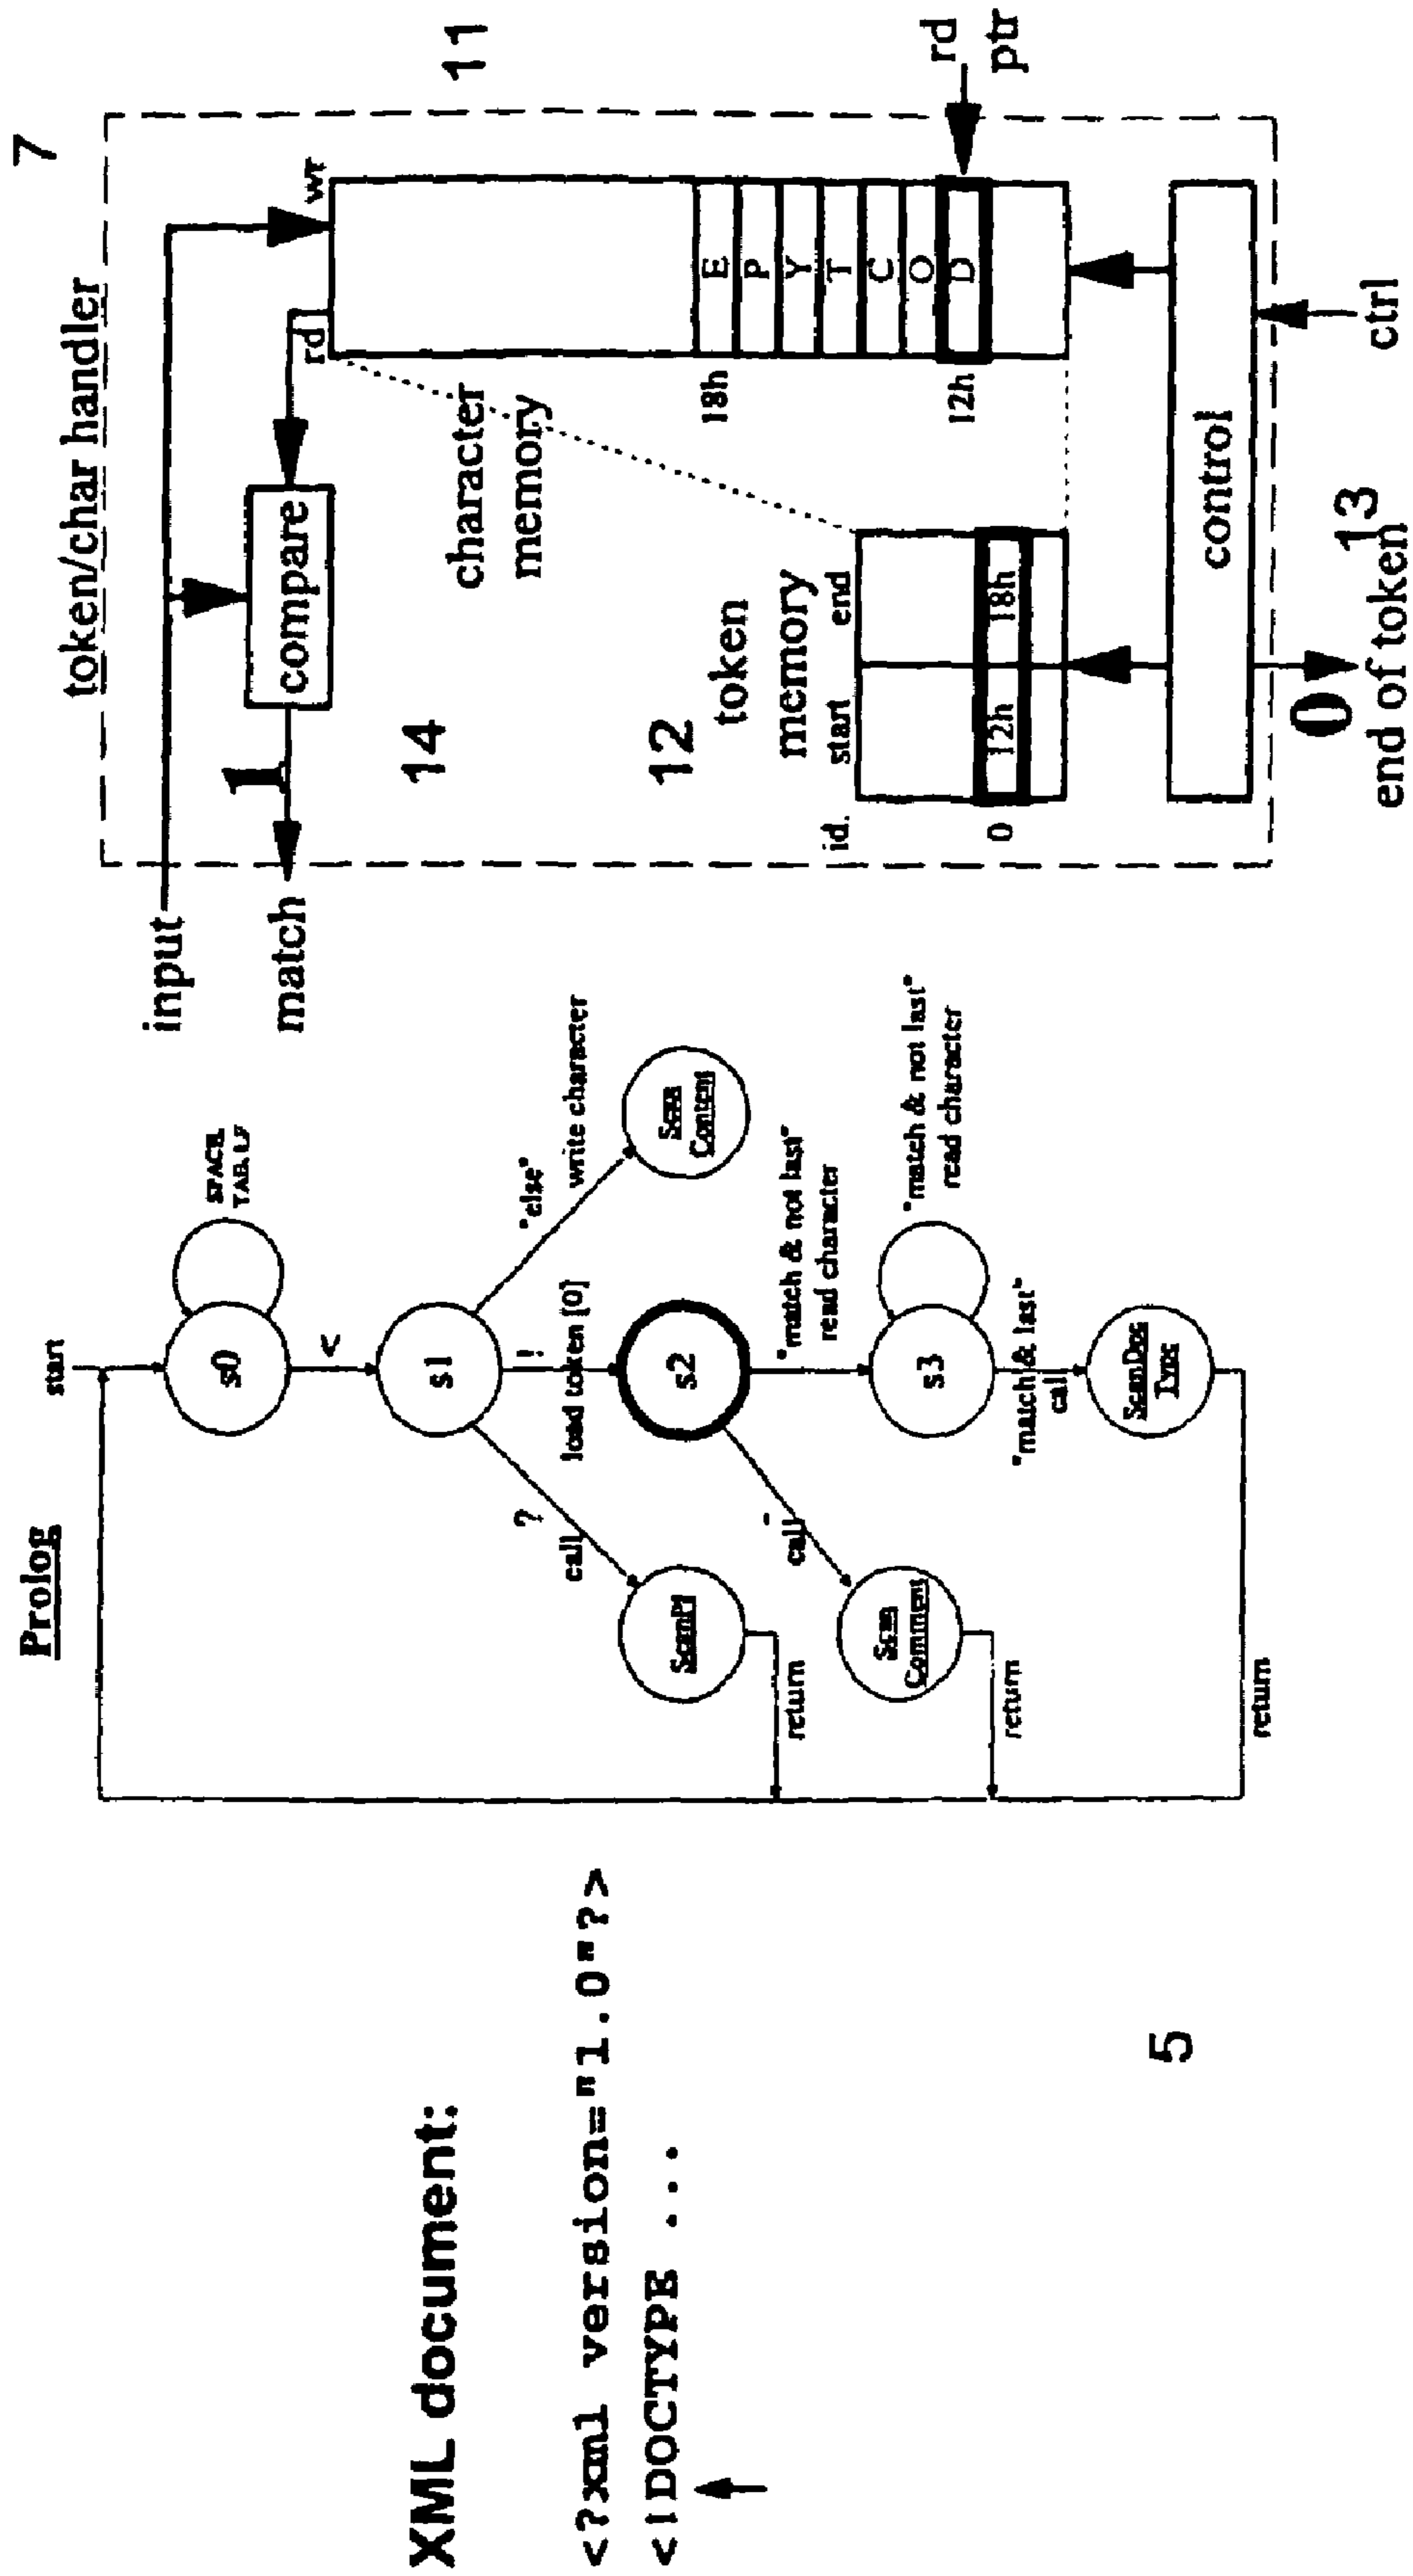 XML document:
<?xml version="1.0"?>
<!DOCTYPE ...
5
Prolog
start
s0
SPACE,
TAB, LF
<
s1
?
call
!
load token [0]
"else"
write character
ScanPI
return
s2
Scan
Content
-
call
"match & not last"
read character
Scan
Comment
return
s3
"match & not last"
read character
"match & last"
call
ScanDoc
Type
return
7
token/char handler
input
match
1
compare
rd
wr
11
14
character
memory
12
token
memory
id.
start
end
0
12h
18h
18h
12h
E
P
Y
T
C
O
D
rd
ptr
control
0
13
end of token
ctrl